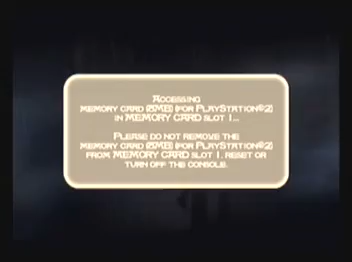 Accessing
memory card (8MB) (for PlayStation®2)
in MEMORY CARD slot 1...
Please do not remove the
memory card (8MB) (for PlayStation®2)
from MEMORY CARD slot 1, reset or
turn off the console.